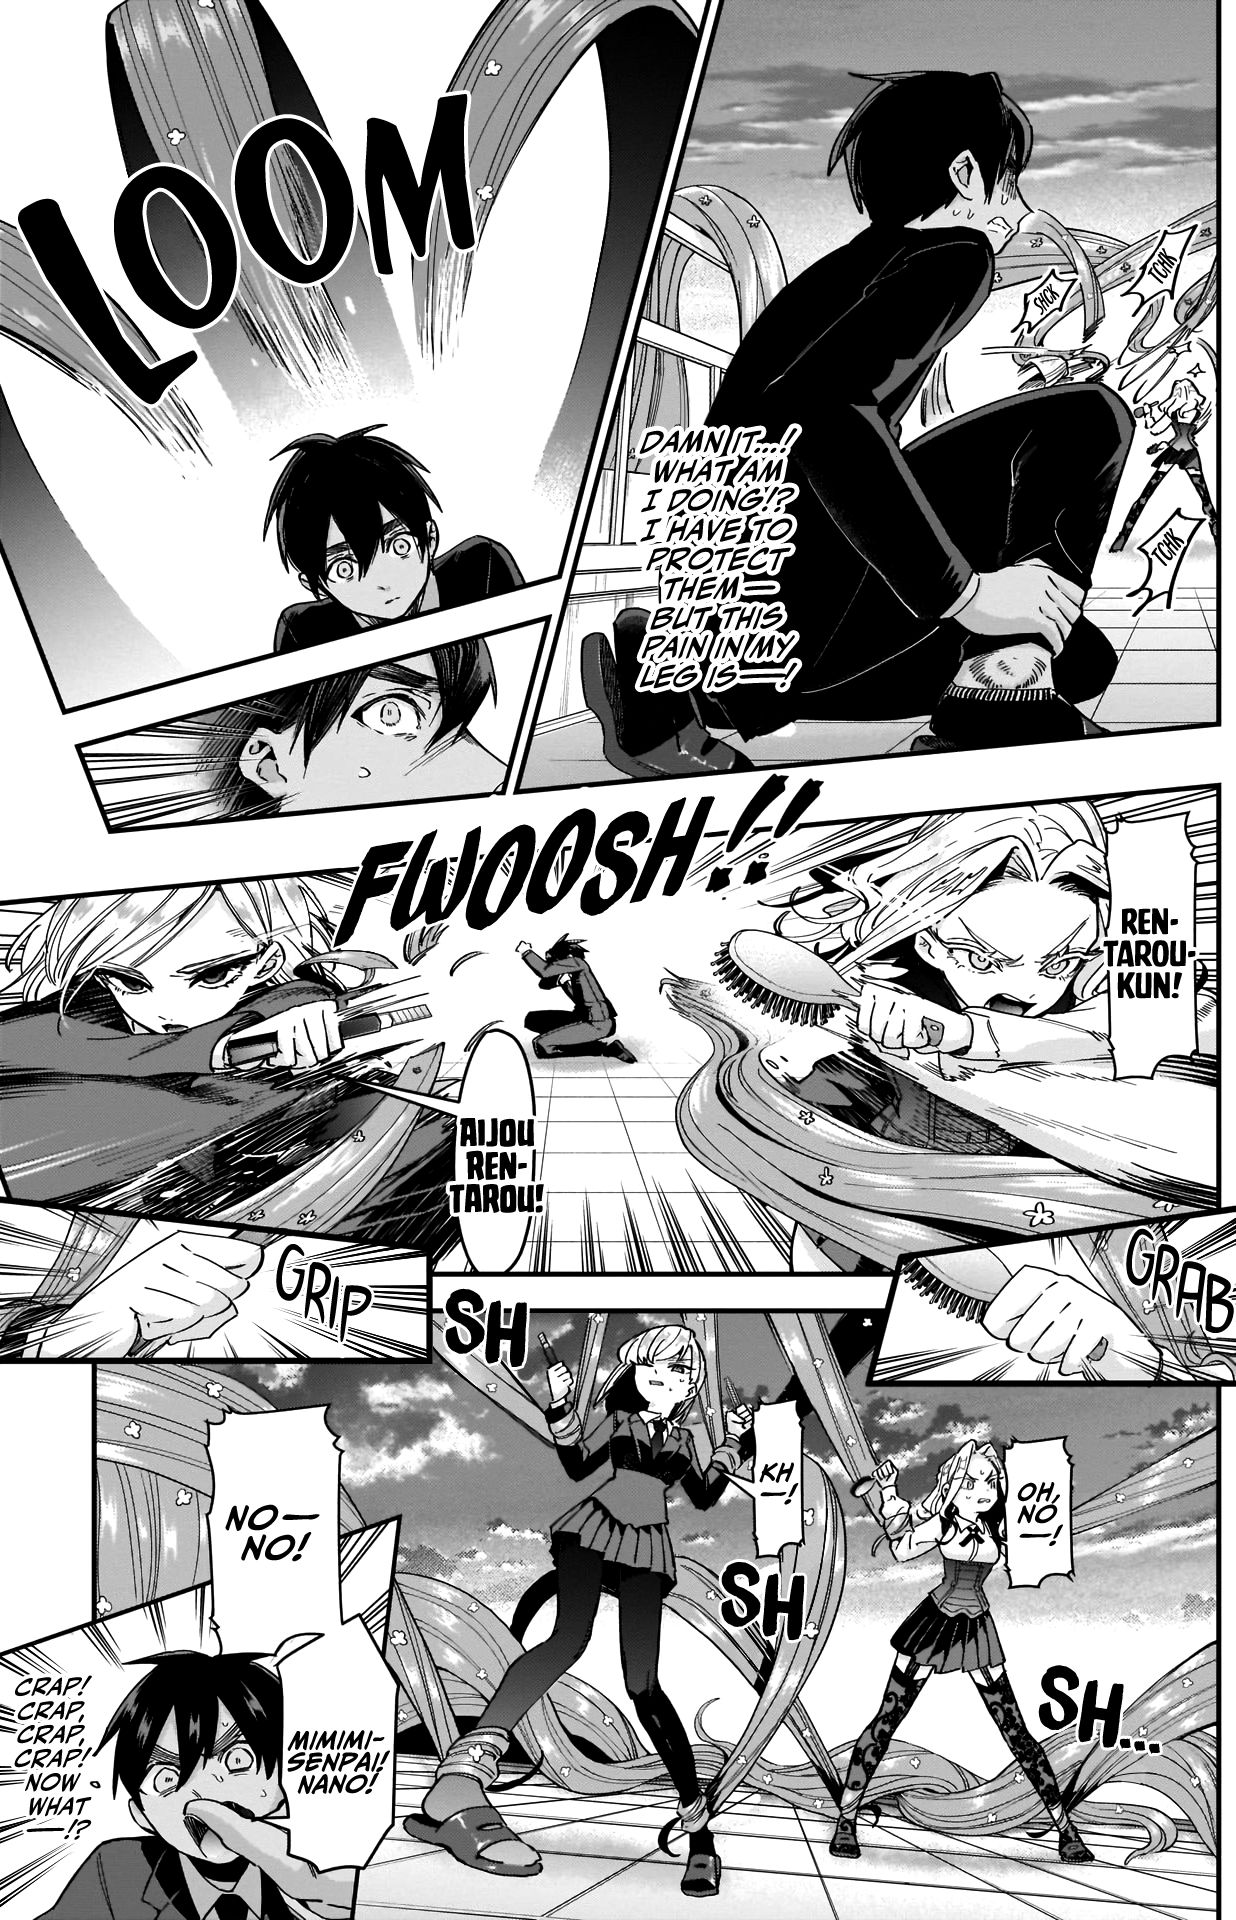 TCHK
SHCK
TCHK
DAMN IT...!
WHAT AM
I DOING!?
I HAVE TO
PROTECT
THEM—
BUT THIS
PAIN IN MY
LEG IS—!
LOOM
FWOOSH!!
REN-
TAROU-
KUN!
AIJOU
REN-
TAROU!
GRAB
GRIP
SH
KH
—!
OH,
NO
—!
SH
SH...
NO—
NO!
MIMIMI-
SENPAI!
NANO!
CRAP!
CRAP,
CRAP,
CRAP!
NOW
WHAT
—!?